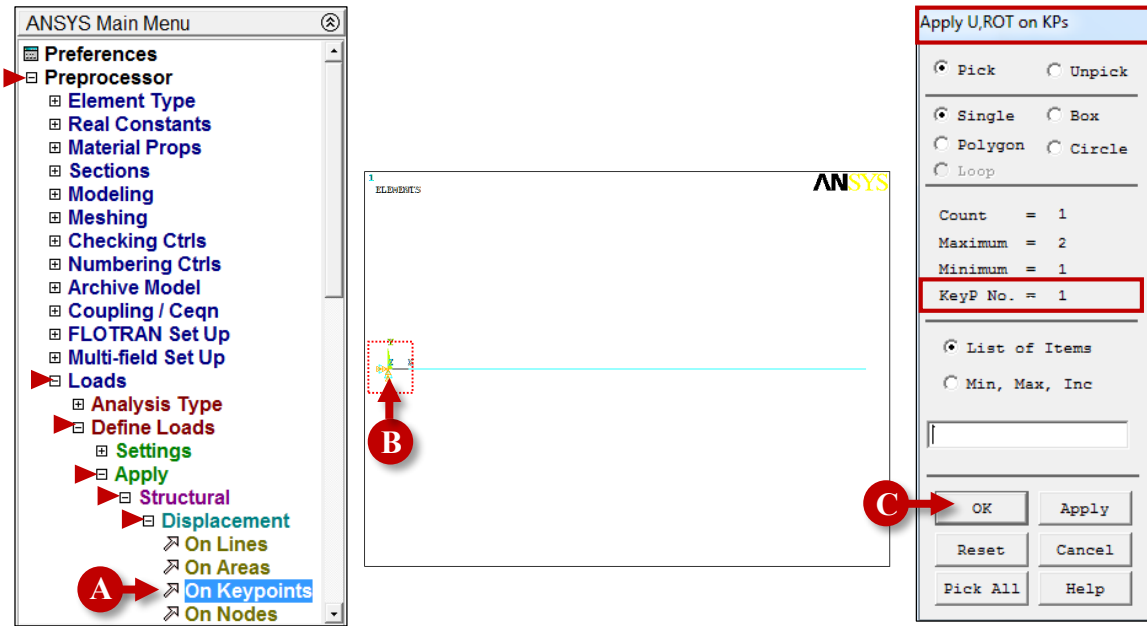 ANSYS Main Menu
Preferences
Preprocessor
Element Type
Real Constants
Material Props
Sections
Modeling
Meshing
Checking Ctrls
Numbering Ctrls
Archive Model
Coupling / Ceqn
FLOTRAN Set Up
Multi-field Set Up
Loads
Analysis Type
Define Loads
Settings
Apply
Structural
Displacement
On Lines
On Areas
A On Keypoints
On Nodes
1
ELEMENTS
ANSYS
Y
Z X
B
Apply U,ROT on KPs
Pick Unpick
Single Box
Polygon Circle
Loop
Count = 1
Maximum = 2
Minimum = 1
KeyP No. = 1
List of Items
Min, Max, Inc
C OK Apply
Reset Cancel
Pick All Help